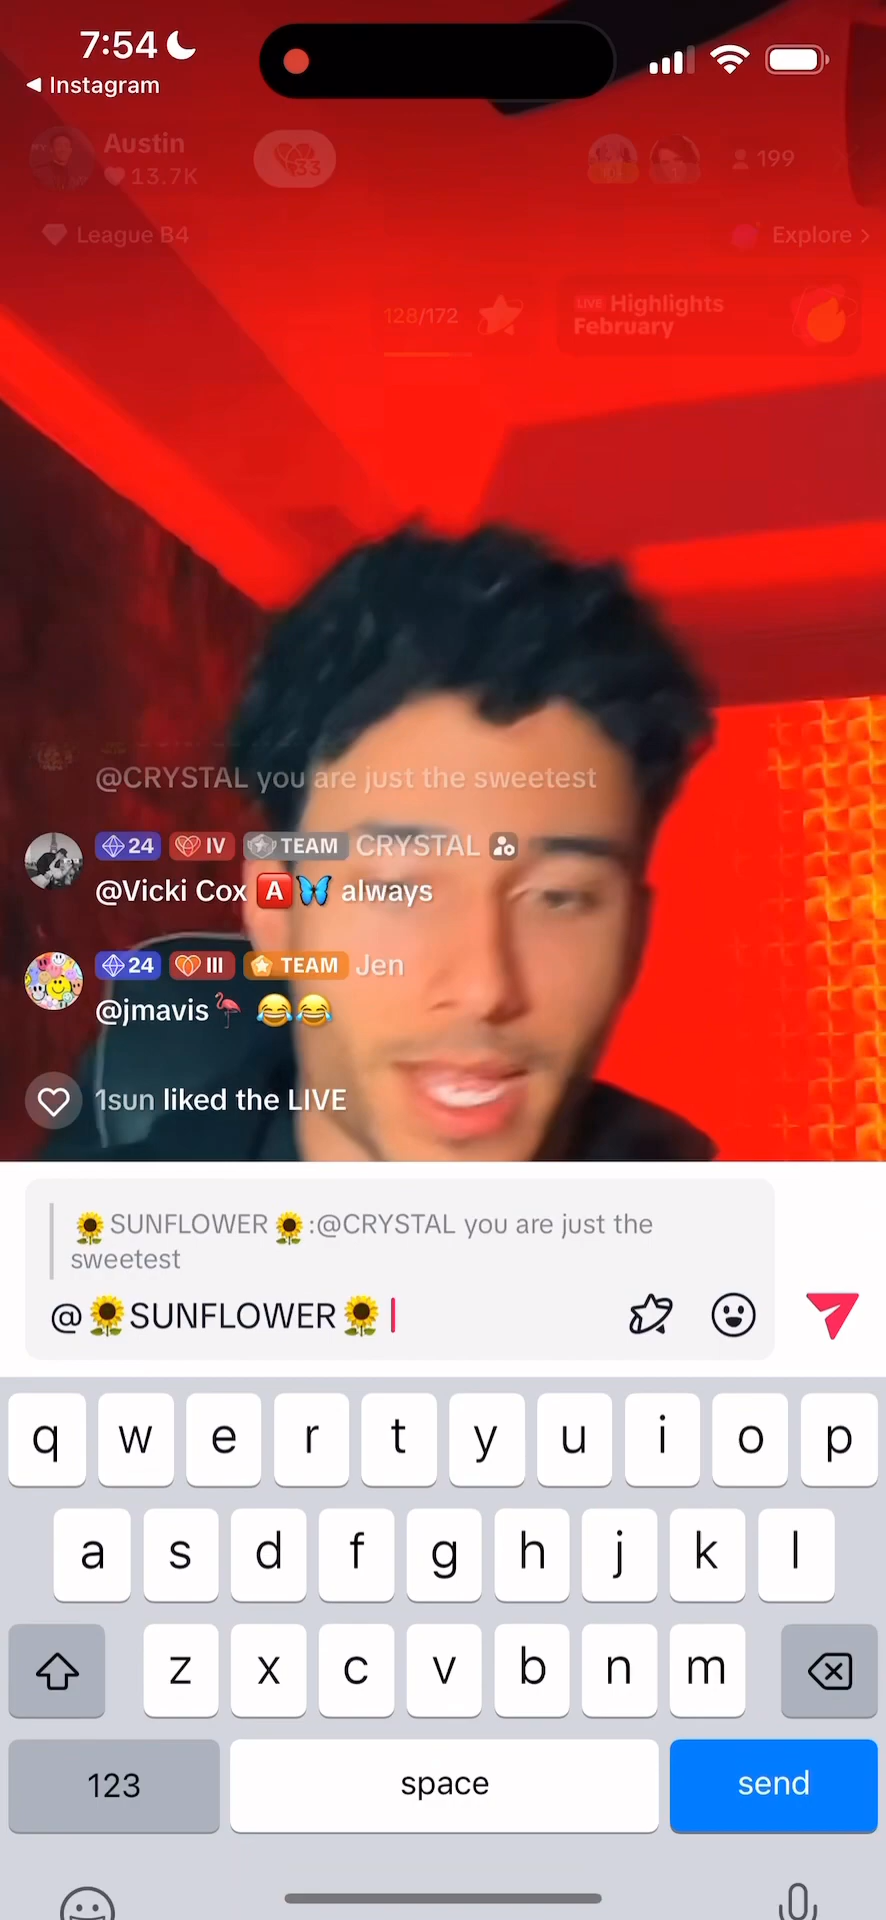 7:54
◀ Instagram
Austin
13.7K
33
199
League B4
Explore >
128/172
LIVE Highlights
February
@CRYSTAL you are just the sweetest
24 IV TEAM CRYSTAL
@Vicki Cox 🅰️🦋 always
24 III TEAM Jen
@jmavis🦩 😂😂
1sun liked the LIVE
🌻SUNFLOWER🌻:@CRYSTAL you are just the
sweetest
@🌻SUNFLOWER🌻
q w e r t y u i o p
a s d f g h j k l
z x c v b n m
123 space send